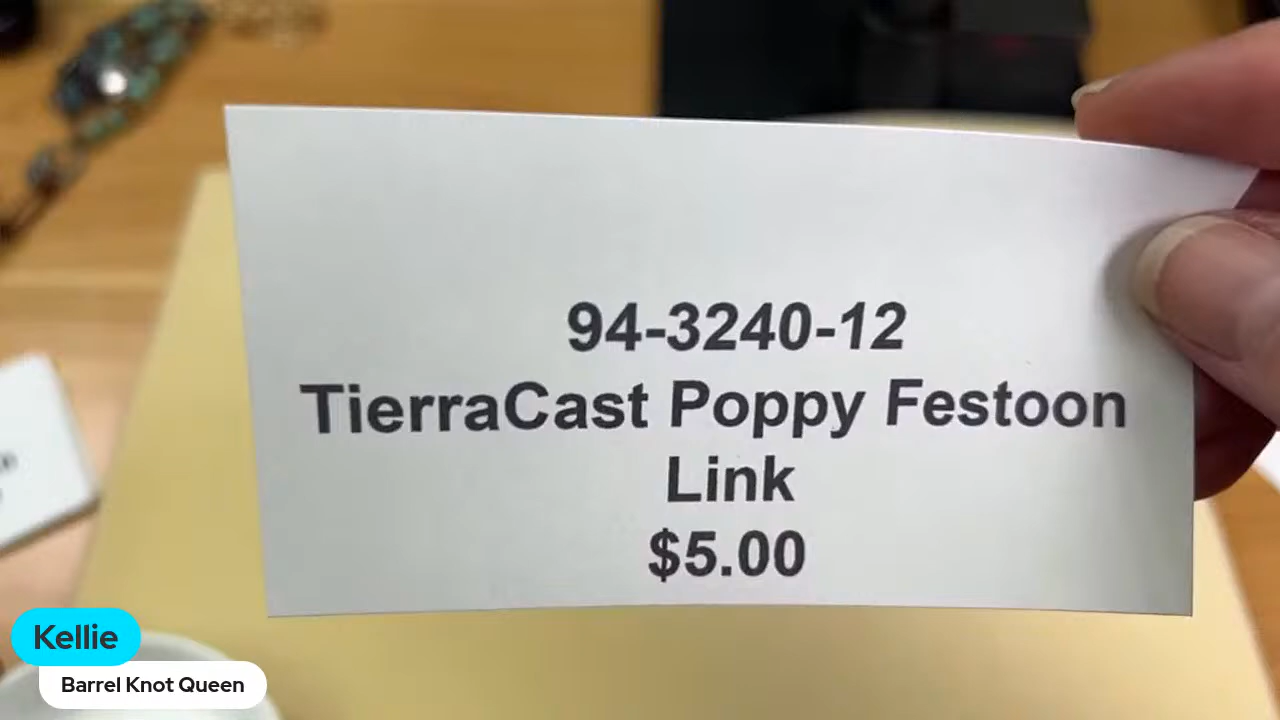 94-3240-12
TierraCast Poppy Festoon
Link
$5.00
Kellie
Barrel Knot Queen